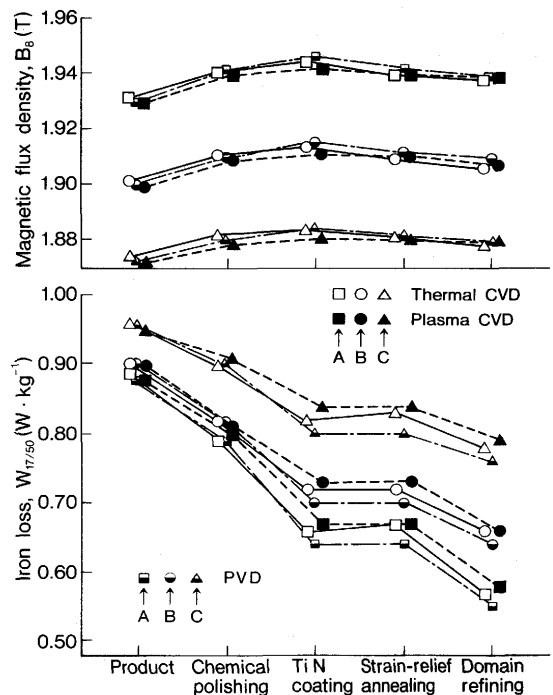 Magnetic flux density, B8(T)
1.96
1.94
1.92
1.90
1.88
Iron loss, W17/50 (W · kg-1)
1.00
0.90
0.80
0.70
0.60
0.50
Thermal CVD
Plasma CVD
A B C
PVD
A B C
Product
Chemical polishing
TiN coating
Strain-relief annealing
Domain refining